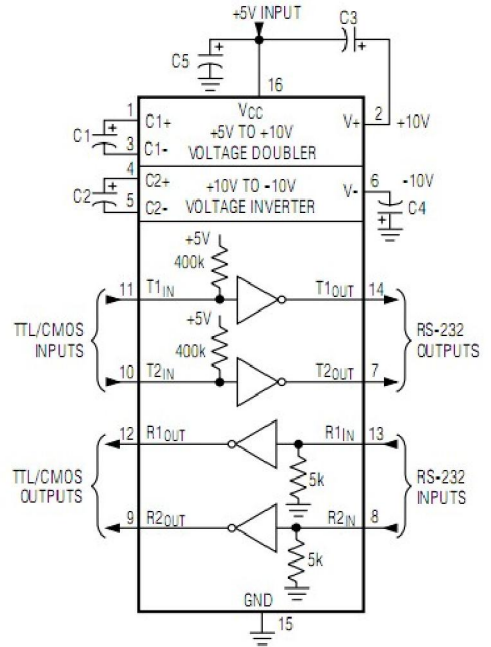 +5V INPUT
C3
+
C5
+
16
1
C1+
VCC
V+
2
+10V
+5V TO +10V
VOLTAGE DOUBLER
C1
+
3
C1-
4
C2+
+10V TO -10V
VOLTAGE INVERTER
V-
6
-10V
C2
+
5
C2-
C4
+
+5V
400k
11
T1IN
T1OUT
14
+5V
400k
TTL/CMOS
INPUTS
RS-232
OUTPUTS
10
T2IN
T2OUT
7
12
R1OUT
R1IN
13
5k
TTL/CMOS
OUTPUTS
RS-232
INPUTS
9
R2OUT
R2IN
8
5k
GND
15